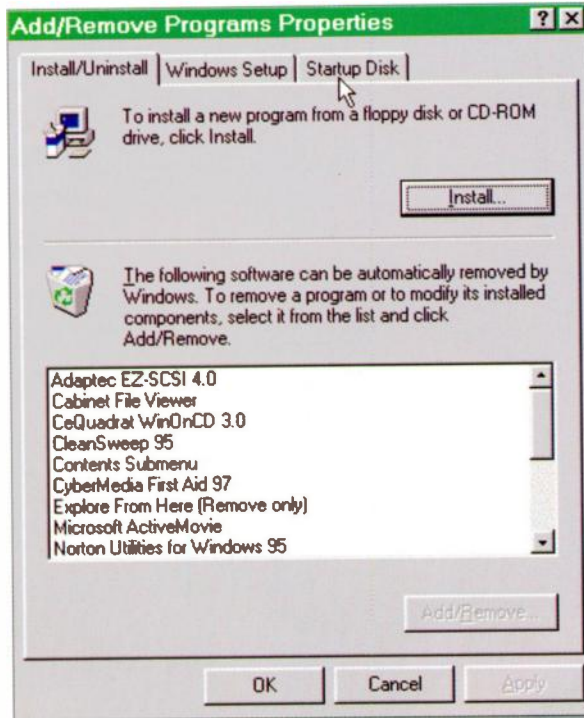 Add/Remove Programs Properties
Install/Uninstall
Windows Setup
Startup Disk
To install a new program from a floppy disk or CD-ROM
drive, click Install.
Install...
The following software can be automatically removed by
Windows. To remove a program or to modify its installed
components, select it from the list and click
Add/Remove.
Adaptec EZ-SCSI 4.0
Cabinet File Viewer
CeQuadrat WinOnCD 3.0
CleanSweep 95
Contents Submenu
CyberMedia First Aid 97
Explore From Here (Remove only)
Microsoft ActiveMovie
Norton Utilities for Windows 95
Add/Remove...
OK
Cancel
Apply